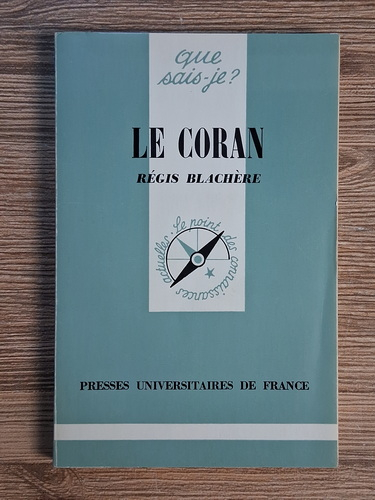 que
sais-je?
LE CORAN
RÉGIS BLACHÈRE
Le point des connaissances actuelles
PRESSES UNIVERSITAIRES DE FRANCE